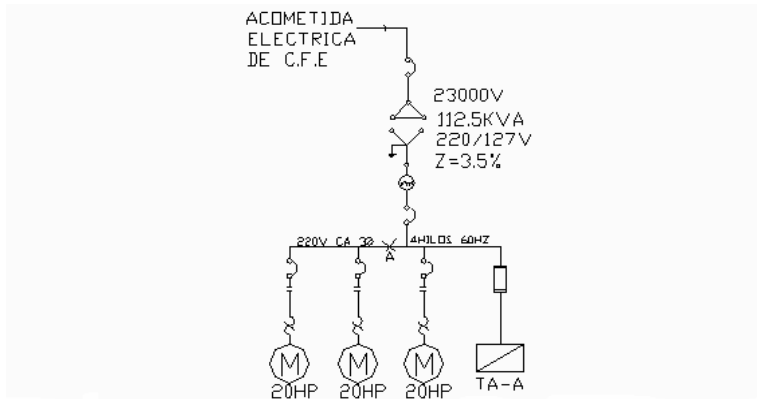 ACOMETIDA
ELECTRICA
DE C.F.E
23000V
112.5KVA
220/127V
Z=3.5%
220V CA 3Ø 4HILOS 60HZ
A
M M M
20HP 20HP 20HP TA-A